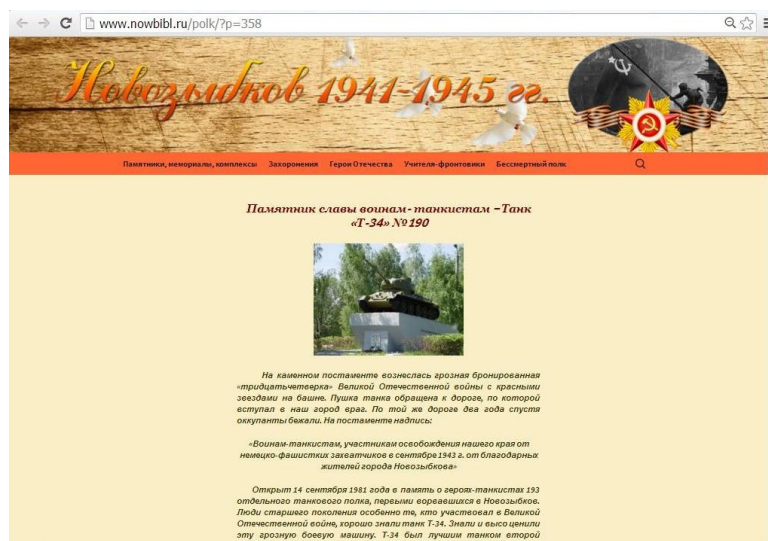 www.nowbibl.ru/polk/?p=358
Новозыбков 1941-1945 гг.
Памятники, мемориалы, комплексы Захоронения Герои Отечества Учителя-фронтовики Бессмертный полк
Памятник славы воинам- танкистам –Танк
«Т-34» №190
На каменном постаменте вознеслась грозная бронированная
«тридцатьчетверка» Великой Отечественной войны с красными
звездами на башне. Пушка танка обращена к дороге, по которой
вступал в наш город враг. По той же дороге два года спустя
оккупанты бежали. На постаменте надпись:
«Воинам-танкистам, участникам освобождения нашего края от
немецко-фашистких захватчиков в сентябре 1943 г. от благодарных
жителей города Новозыбкова»
Открыт 14 сентября 1981 года в память о героях-танкистах 193
отдельного танкового полка, первыми ворвавшихся в Новозыбков.
Люди старшего поколения особенно те, кто участвовал в Великой
Отечественной войне, хорошо знали танк Т-34. Знали и высо ценили
эту грозную боевую машину. Т-34 был лучшим танком второй